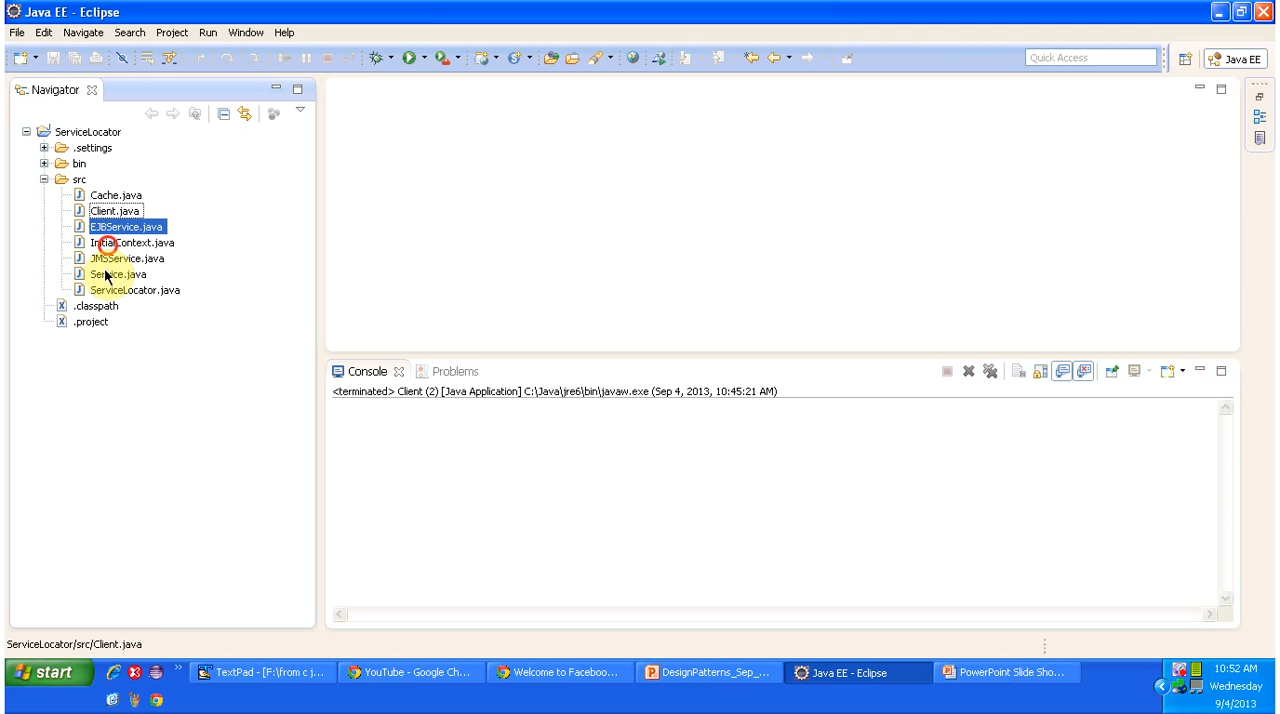 Java EE - Eclipse
File Edit Navigate Search Project Run Window Help
Quick Access
Java EE
Navigator
ServiceLocator
.settings
bin
src
Cache.java
Client.java
EJBService.java
InitialContext.java
JMSService.java
Service.java
ServiceLocator.java
.classpath
.project
Console Problems
<terminated> Client (2) [Java Application] C:\Java\jre6\bin\javaw.exe (Sep 4, 2013, 10:45:21 AM)
ServiceLocator/src/Client.java
start
TextPad - [F:\from c j...
YouTube - Google Ch...
Welcome to Faceboo...
DesignPatterns_Sep_...
Java EE - Eclipse
PowerPoint Slide Sho...
10:52 AM
Wednesday
9/4/2013